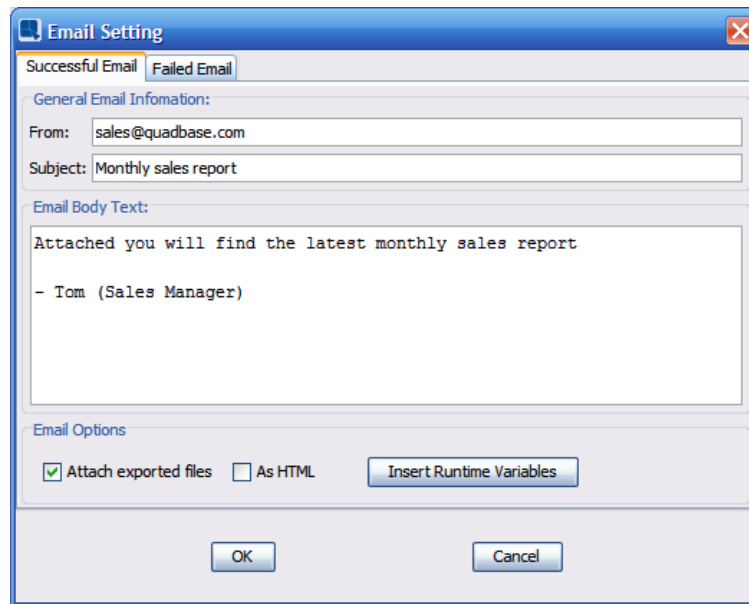 Email Setting
Successful Email Failed Email
General Email Infomation:
From: sales@quadbase.com
Subject: Monthly sales report
Email Body Text:
Attached you will find the latest monthly sales report
- Tom (Sales Manager)
Email Options
Attach exported files As HTML Insert Runtime Variables
OK Cancel